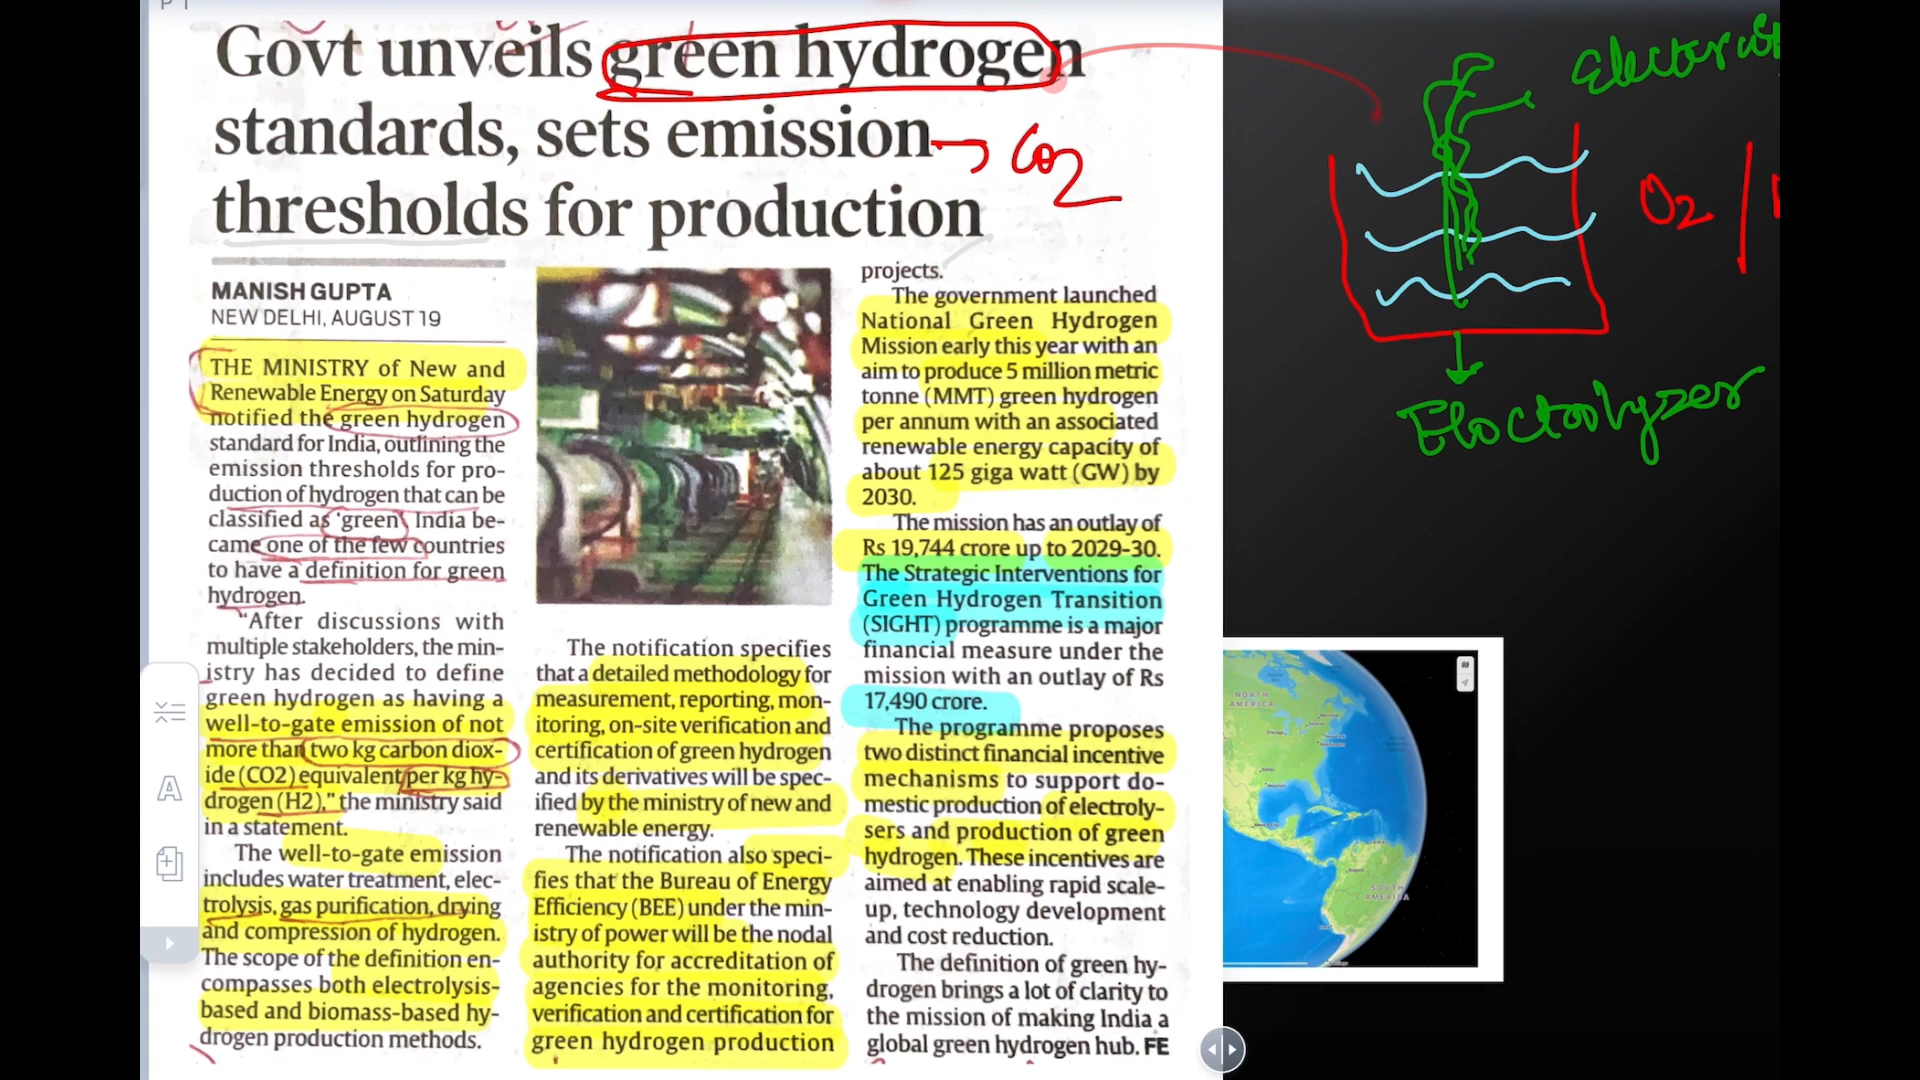 Govt unveils green hydrogen
standards, sets emission
thresholds for production
CO2
MANISH GUPTA
NEW DELHI, AUGUST 19
THE MINISTRY of New and
Renewable Energy on Saturday
notified the green hydrogen
standard for India, outlining the
emission thresholds for pro-
duction of hydrogen that can be
classified as 'green'. India be-
came one of the few countries
to have a definition for green
hydrogen.
"After discussions with
multiple stakeholders, the min-
istry has decided to define
green hydrogen as having a
well-to-gate emission of not
more than two kg carbon diox-
ide (CO2) equivalent per kg hy-
drogen (H2)," the ministry said
in a statement.
The well-to-gate emission
includes water treatment, elec-
trolysis, gas purification, drying
and compression of hydrogen.
The scope of the definition en-
compasses both electrolysis-
based and biomass-based hy-
drogen production methods.
The notification specifies
that a detailed methodology for
measurement, reporting, mon-
itoring, on-site verification and
certification of green hydrogen
and its derivatives will be spec-
ified by the ministry of new and
renewable energy.
The notification also speci-
fies that the Bureau of Energy
Efficiency (BEE) under the min-
istry of power will be the nodal
authority for accreditation of
agencies for the monitoring,
verification and certification for
green hydrogen production
projects.
The government launched
National Green Hydrogen
Mission early this year with an
aim to produce 5 million metric
tonne (MMT) green hydrogen
per annum with an associated
renewable energy capacity of
about 125 giga watt (GW) by
2030.
The mission has an outlay of
Rs 19,744 crore up to 2029-30.
The Strategic Interventions for
Green Hydrogen Transition
(SIGHT) programme is a major
financial measure under the
mission with an outlay of Rs
17,490 crore.
The programme proposes
two distinct financial incentive
mechanisms to support do-
mestic production of electroly-
sers and production of green
hydrogen. These incentives are
aimed at enabling rapid scale-
up, technology development
and cost reduction.
The definition of green hy-
drogen brings a lot of clarity to
the mission of making India a
global green hydrogen hub. FE
O2
NORTH
AMERICA
SOUTH
AMERICA